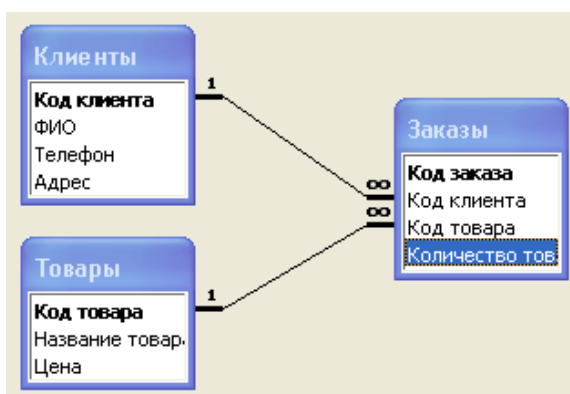 Клиенты
Код клиента
ФИО
Телефон
Адрес
1
Заказы
Код заказа
Код клиента
Код товара
Количество тов
∞
∞
Товары
Код товара
Название товар
Цена
1